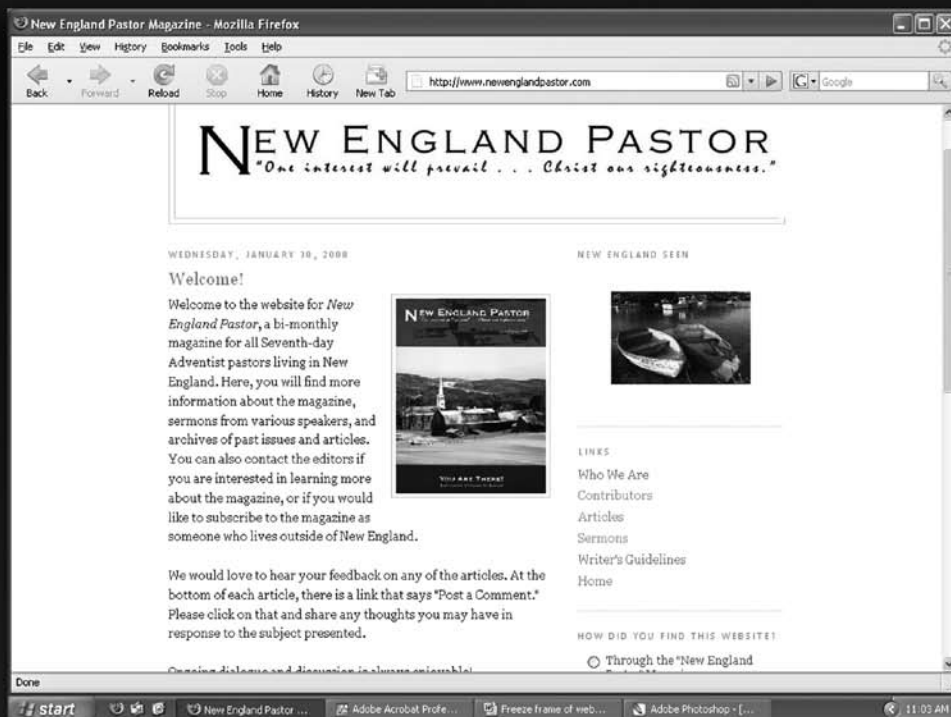 New England Pastor Magazine - Mozilla Firefox
File Edit View History Bookmarks Tools Help
Back Forward Reload Stop Home History New Tab
http://www.newenglandpastor.com
G Google
NEW ENGLAND PASTOR
"One interest will prevail . . . Christ our righteousness."
WEDNESDAY, JANUARY 30, 2008
Welcome!
Welcome to the website for New
England Pastor, a bi-monthly
magazine for all Seventh-day
Adventist pastors living in New
England. Here, you will find more
information about the magazine,
sermons from various speakers, and
archives of past issues and articles.
You can also contact the editors if
you are interested in learning more
about the magazine, or if you would
like to subscribe to the magazine as
someone who lives outside of New England.
NEW ENGLAND PASTOR
YOU ARE THERE!
We would love to hear your feedback on any of the articles. At the
bottom of each article, there is a link that says "Post a Comment."
Please click on that and share any thoughts you may have in
response to the subject presented.
Ongoing dialogue and discussion is always enjoyable!
NEW ENGLAND SEEN
LINKS
Who We Are
Contributors
Articles
Sermons
Writer's Guidelines
Home
HOW DID YOU FIND THIS WEBSITE?
Through the "New England
Done
start
New England Pastor ...
Adobe Acrobat Profe...
Freeze frame of web...
Adobe Photoshop - [...
11:03 AM